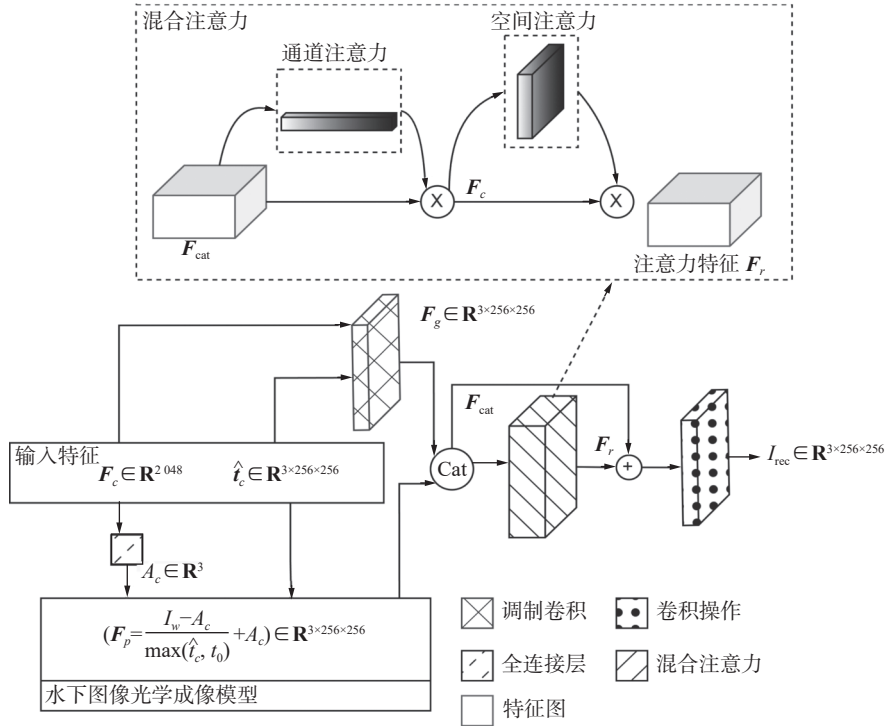 混合注意力
通道注意力
空间注意力
X
F_c
X
F_cat
注意力特征 F_r
F_g∈R^{3×256×256}
F_cat
输入特征
F_c∈R^{2 048}
t̂_c∈R^{3×256×256}
Cat
F_r
+
I_rec∈R^{3×256×256}
A_c∈R^3
(F_p=\frac{I_w−A_c}{max(t̂_c, t_0)}+A_c)∈R^{3×256×256}
水下图像光学成像模型
调制卷积
卷积操作
全连接层
混合注意力
特征图